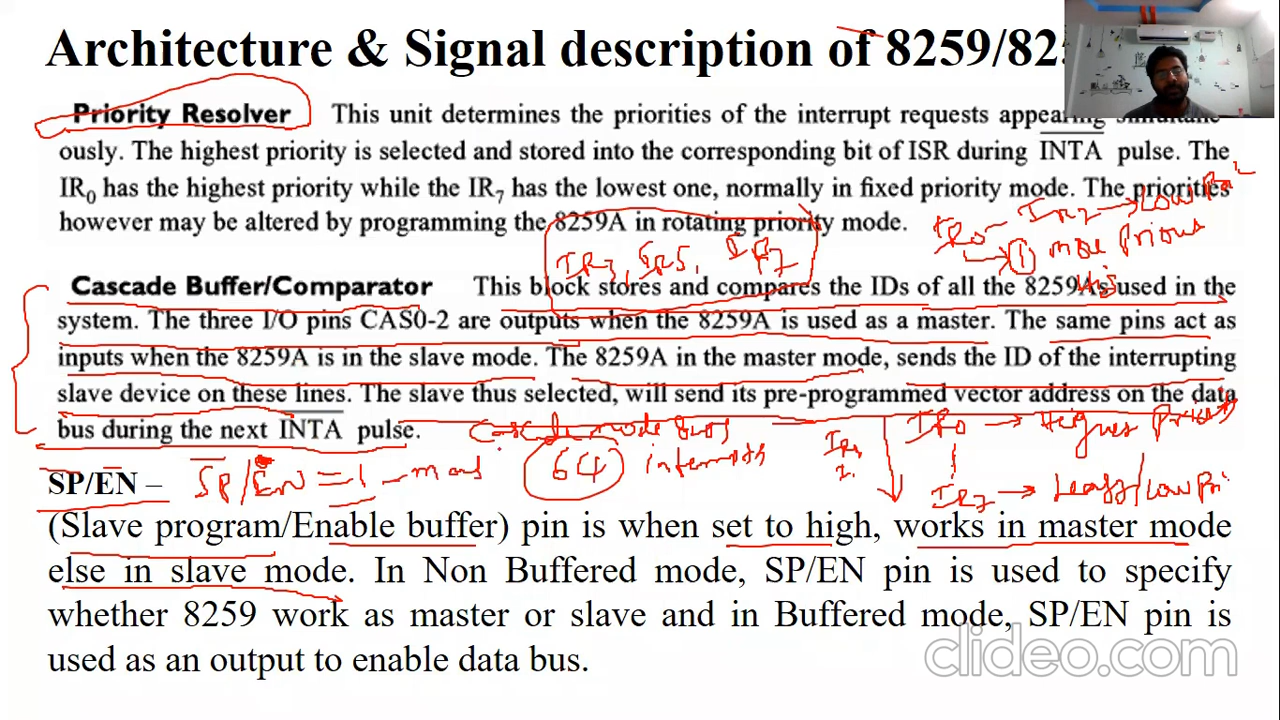 Architecture & Signal description of 8259/82
Priority Resolver This unit determines the priorities of the interrupt requests appearing simultane-
ously. The highest priority is selected and stored into the corresponding bit of ISR during INTA pulse. The
IR0 has the highest priority while the IR7 has the lowest one, normally in fixed priority mode. The priorities
however may be altered by programming the 8259A in rotating priority mode.
IR0 - IR7 → Low
→ 1 more Priority
IR3, IR5, IR7
Cascade Buffer/Comparator This block stores and compares the IDs of all the 8259As used in the
system. The three I/O pins CAS0-2 are outputs when the 8259A is used as a master. The same pins act as
inputs when the 8259A is in the slave mode. The 8259A in the master mode, sends the ID of the interrupting
slave device on these lines. The slave thus selected, will send its pre-programmed vector address on the data
bus during the next INTA pulse.
Cascade mode
64 interrupts
IR0 →
IR7 →
SP/EN –
SP/EN = 1 –
(Slave program/Enable buffer) pin is when set to high, works in master mode
else in slave mode. In Non Buffered mode, SP/EN pin is used to specify
whether 8259 work as master or slave and in Buffered mode, SP/EN pin is
used as an output to enable data bus.
clideo.com